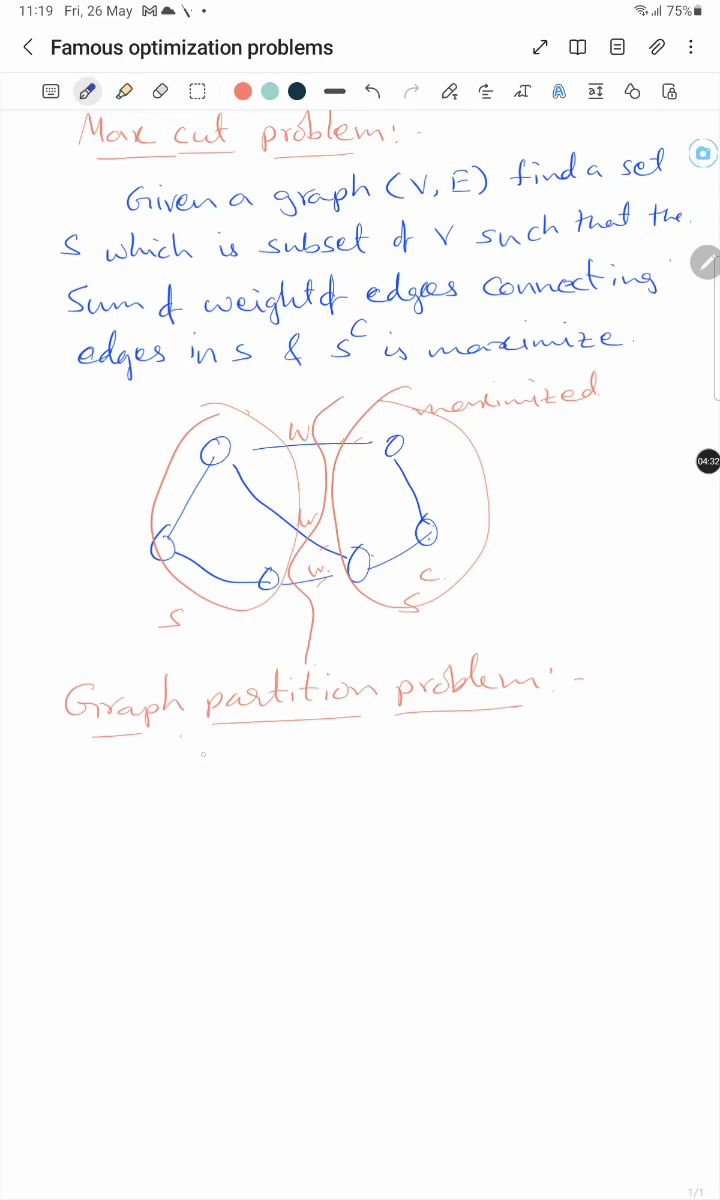 11:19 Fri, 26 May 75%
Famous optimization problems
Max cut problem:-
Given a graph (V, E) find a set
S which is subset of V such that the
Sum of weight of edges connecting
edges in S & S^C is maximize.
maximized
W
W
W.
S
S^C
04:32
Graph partition problem:-
1/1